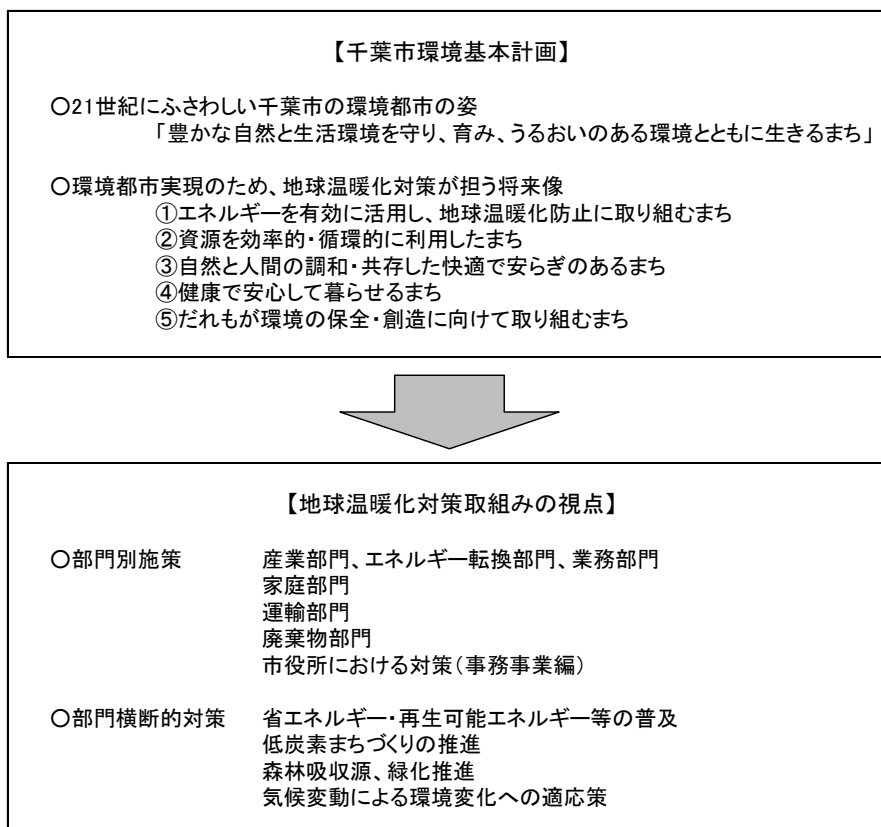 【千葉市環境基本計画】
○21世紀にふさわしい千葉市の環境都市の姿
「豊かな自然と生活環境を守り、育み、うるおいのある環境とともに生きるまち」
○環境都市実現のため、地球温暖化対策が担う将来像
①エネルギーを有効に活用し、地球温暖化防止に取り組むまち
②資源を効率的・循環的に利用したまち
③自然と人間の調和・共存した快適で安らぎのあるまち
④健康で安心して暮らせるまち
⑤だれもが環境の保全・創造に向けて取り組むまち
【地球温暖化対策取組みの視点】
○部門別施策 産業部門、エネルギー転換部門、業務部門
家庭部門
運輸部門
廃棄物部門
市役所における対策(事務事業編)
○部門横断的対策 省エネルギー・再生可能エネルギー等の普及
低炭素まちづくりの推進
森林吸収源、緑化推進
気候変動による環境変化への適応策